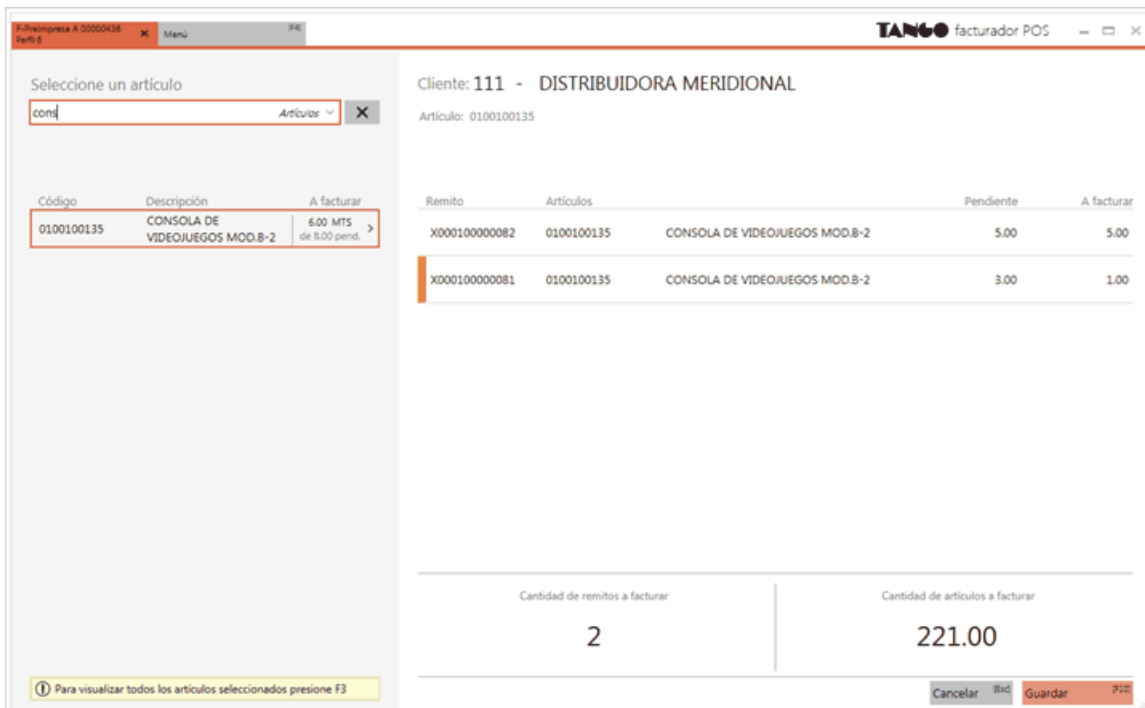 F-Preimpresa A 00000436
Perfil 6
Menú
TANGO facturador POS
Seleccione un artículo
cons
Artículos
Código Descripción A facturar
0100100135 CONSOLA DE VIDEOJUEGOS MOD.B-2 6.00 MTS de 8.00 pend.
Para visualizar todos los artículos seleccionados presione F3
Cliente: 111 - DISTRIBUIDORA MERIDIONAL
Artículo: 0100100135
Remito Artículos Pendiente A facturar
X000100000082 0100100135 CONSOLA DE VIDEOJUEGOS MOD.B-2 5.00 5.00
X000100000081 0100100135 CONSOLA DE VIDEOJUEGOS MOD.B-2 3.00 1.00
Cantidad de remitos a facturar
2
Cantidad de artículos a facturar
221.00
Cancelar [Esc] Guardar